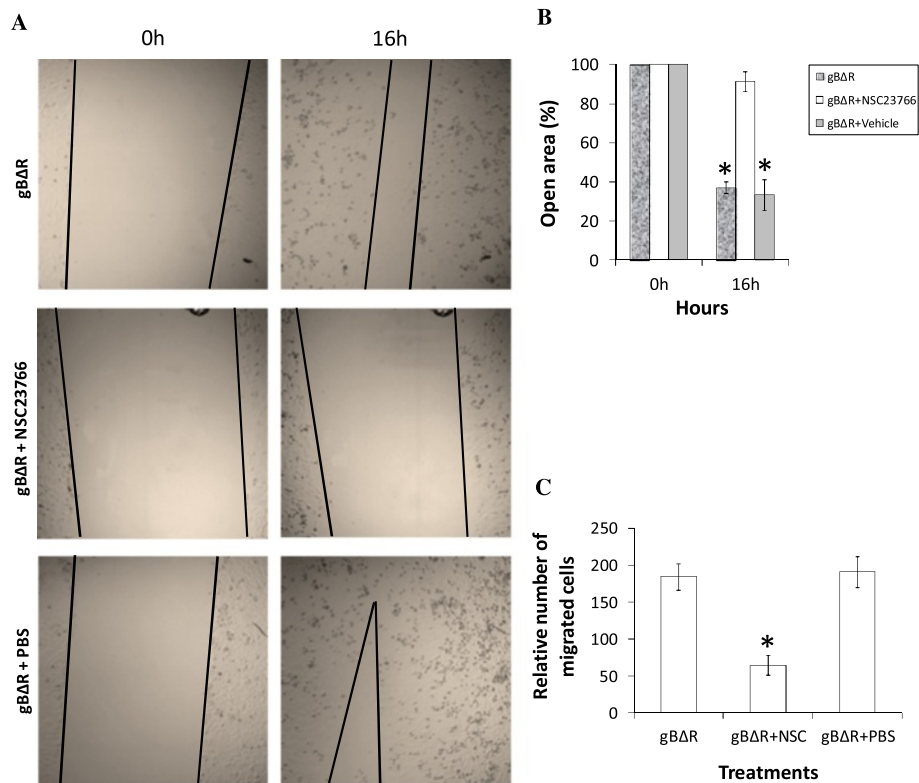 A
0h
16h
gBΔR
gBΔR + NSC23766
gBΔR + PBS
B
Open area (%)
100
80
60
40
20
0
*
*
0h
16h
Hours
gBΔR
gBΔR+NSC23766
gBΔR+Vehicle
C
Relative number of
migrated cells
250
200
150
100
50
0
*
gBΔR
gBΔR+NSC
gBΔR+PBS
Treatments